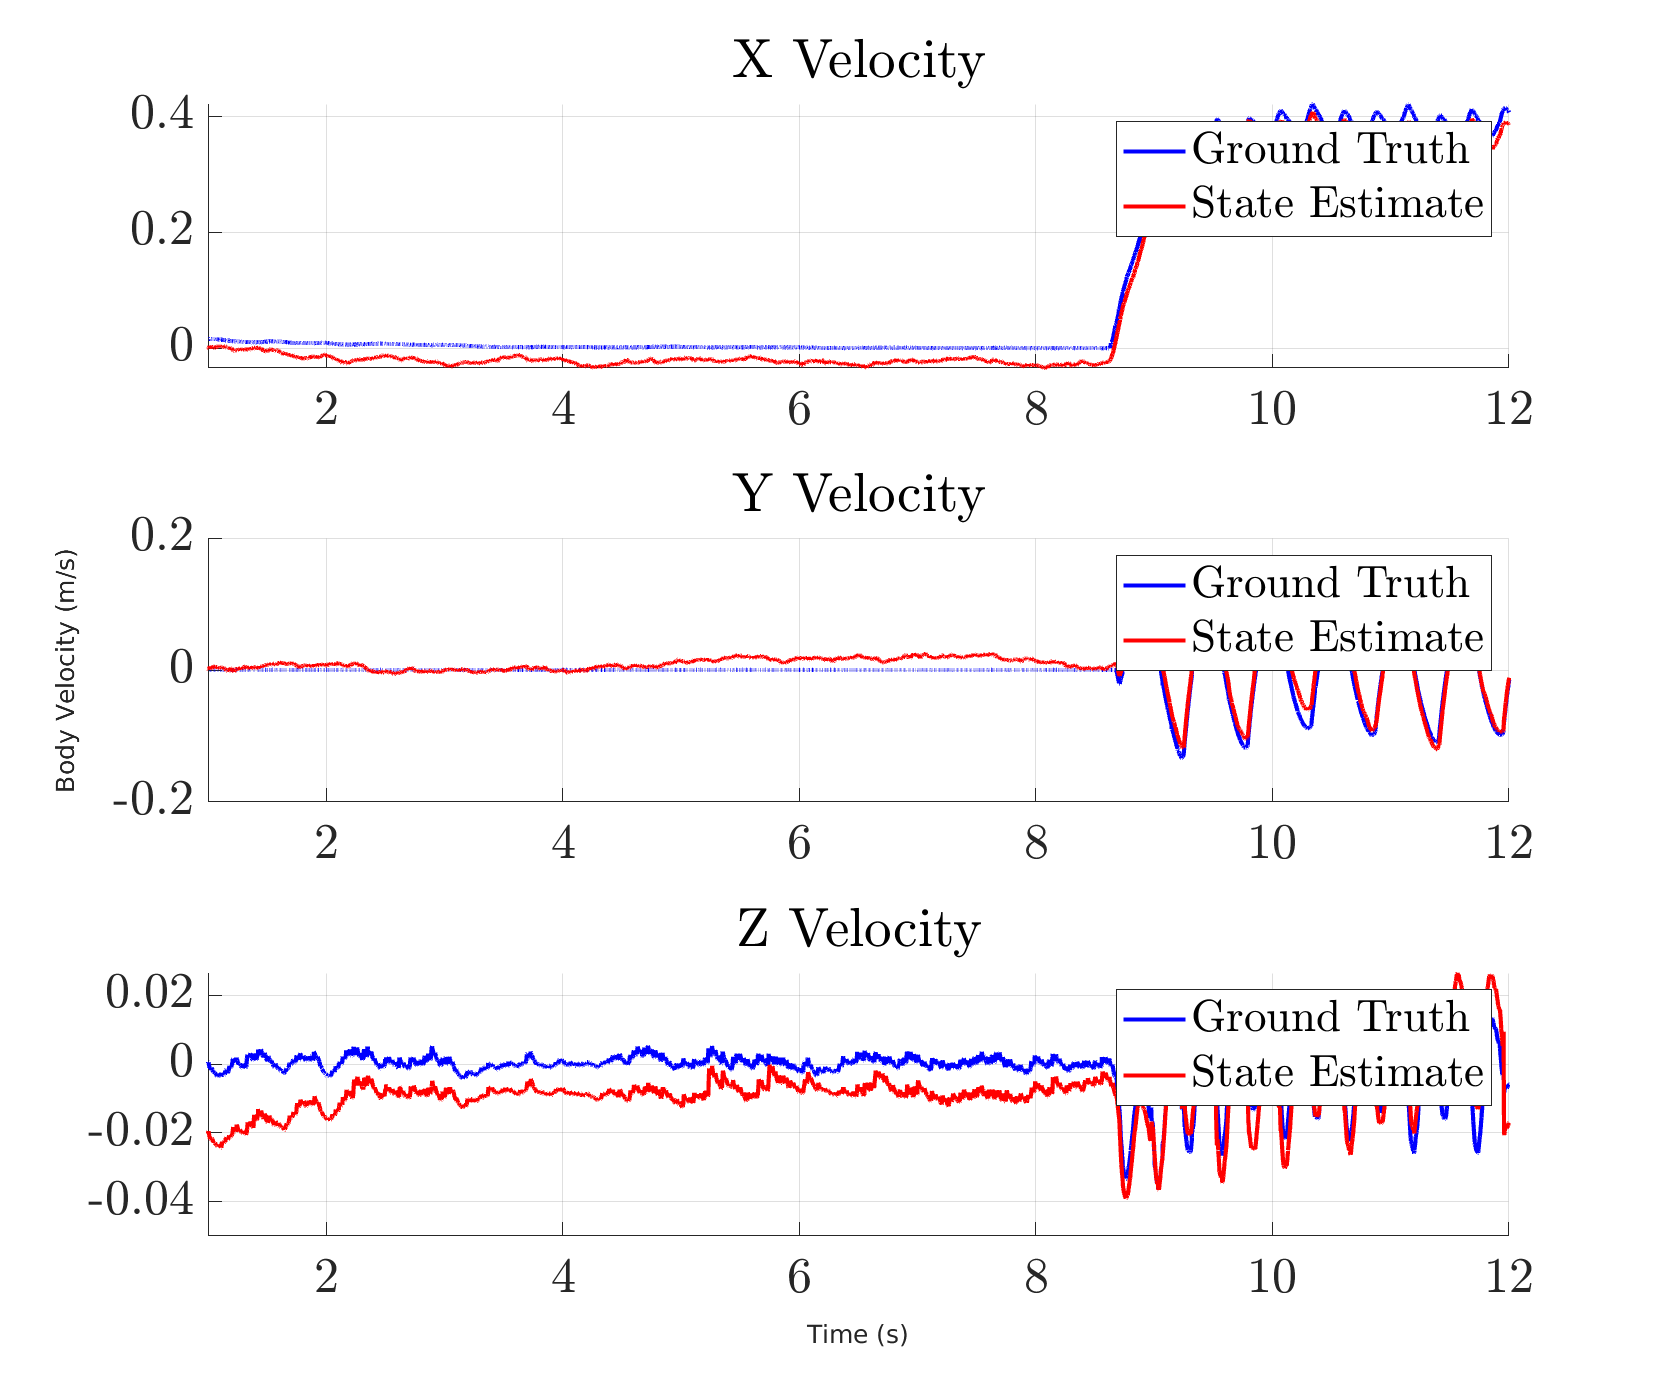 X Velocity
0.4
0.2
0
Ground Truth
State Estimate
2 4 6 8 10 12
Y Velocity
0.2
0
-0.2
Body Velocity (m/s)
Ground Truth
State Estimate
2 4 6 8 10 12
Z Velocity
0.02
0
-0.02
-0.04
Ground Truth
State Estimate
2 4 6 8 10 12
Time (s)